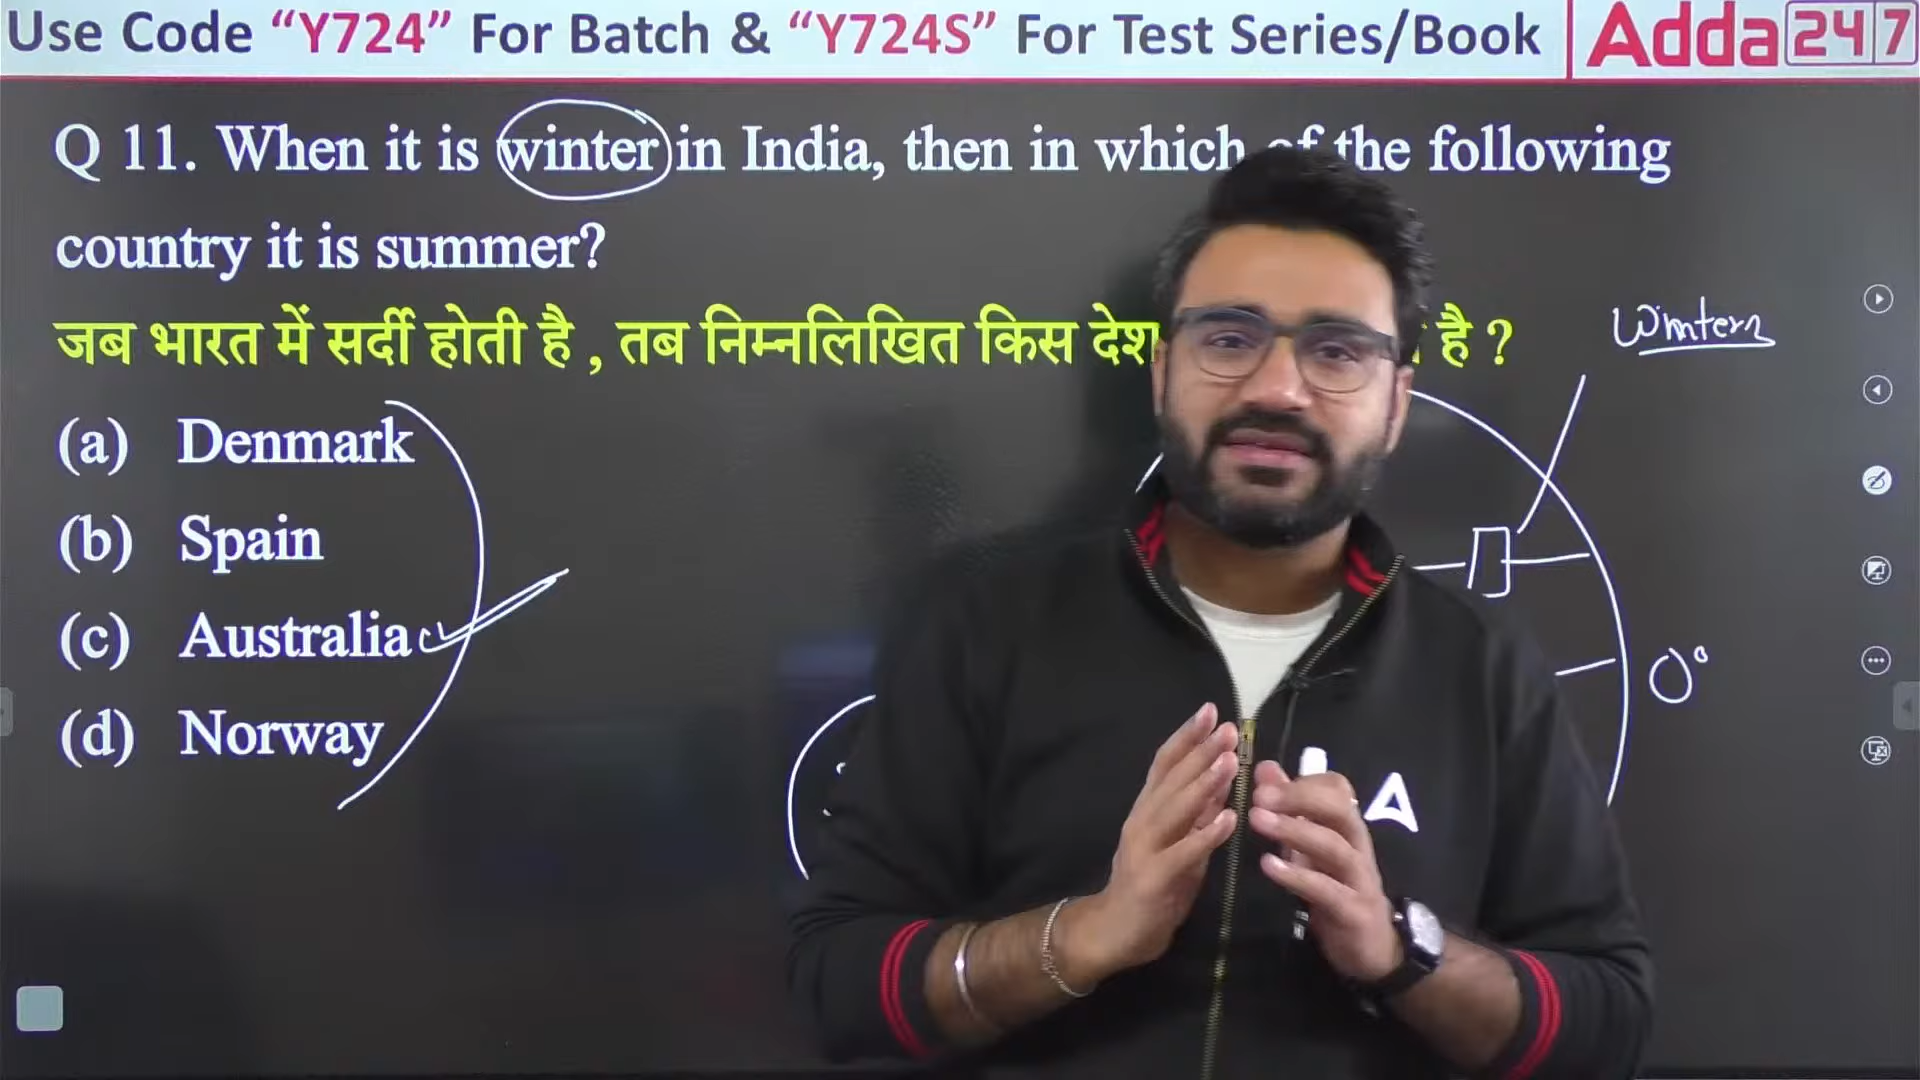 Use Code “Y724” For Batch & “Y724S” For Test Series/Book
Adda247
Q 11. When it is winter in India, then in which of the following
country it is summer?
जब भारत में सर्दी होती है , तब निम्नलिखित किस देश है ?
Winters
(a) Denmark
(b) Spain
(c) Australia
(d) Norway
0°
A